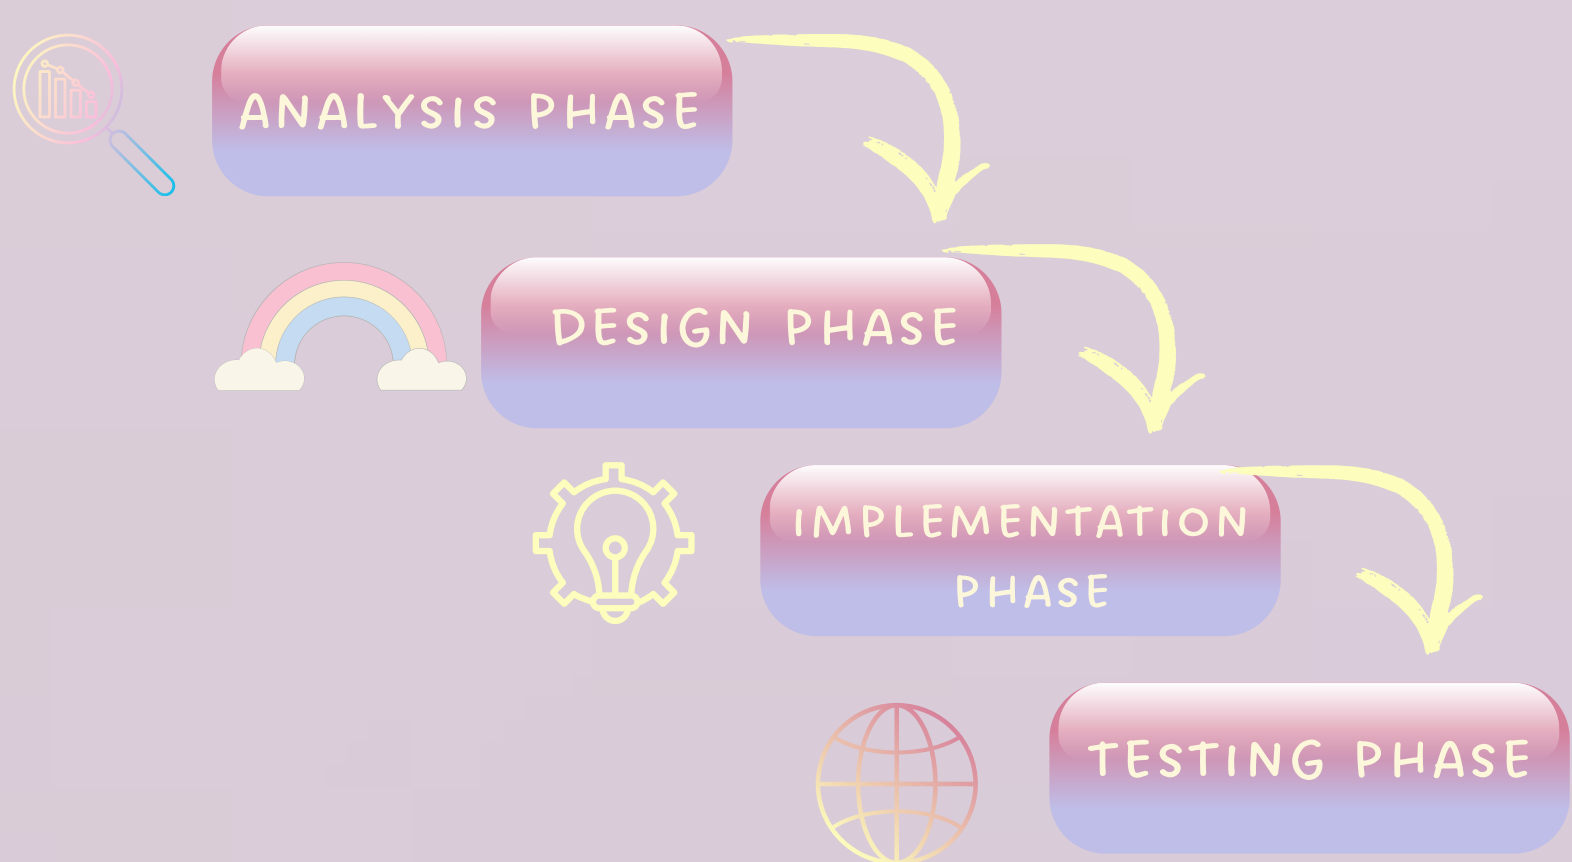 ANALYSIS PHASE
DESIGN PHASE
IMPLEMENTATION
PHASE
TESTING PHASE